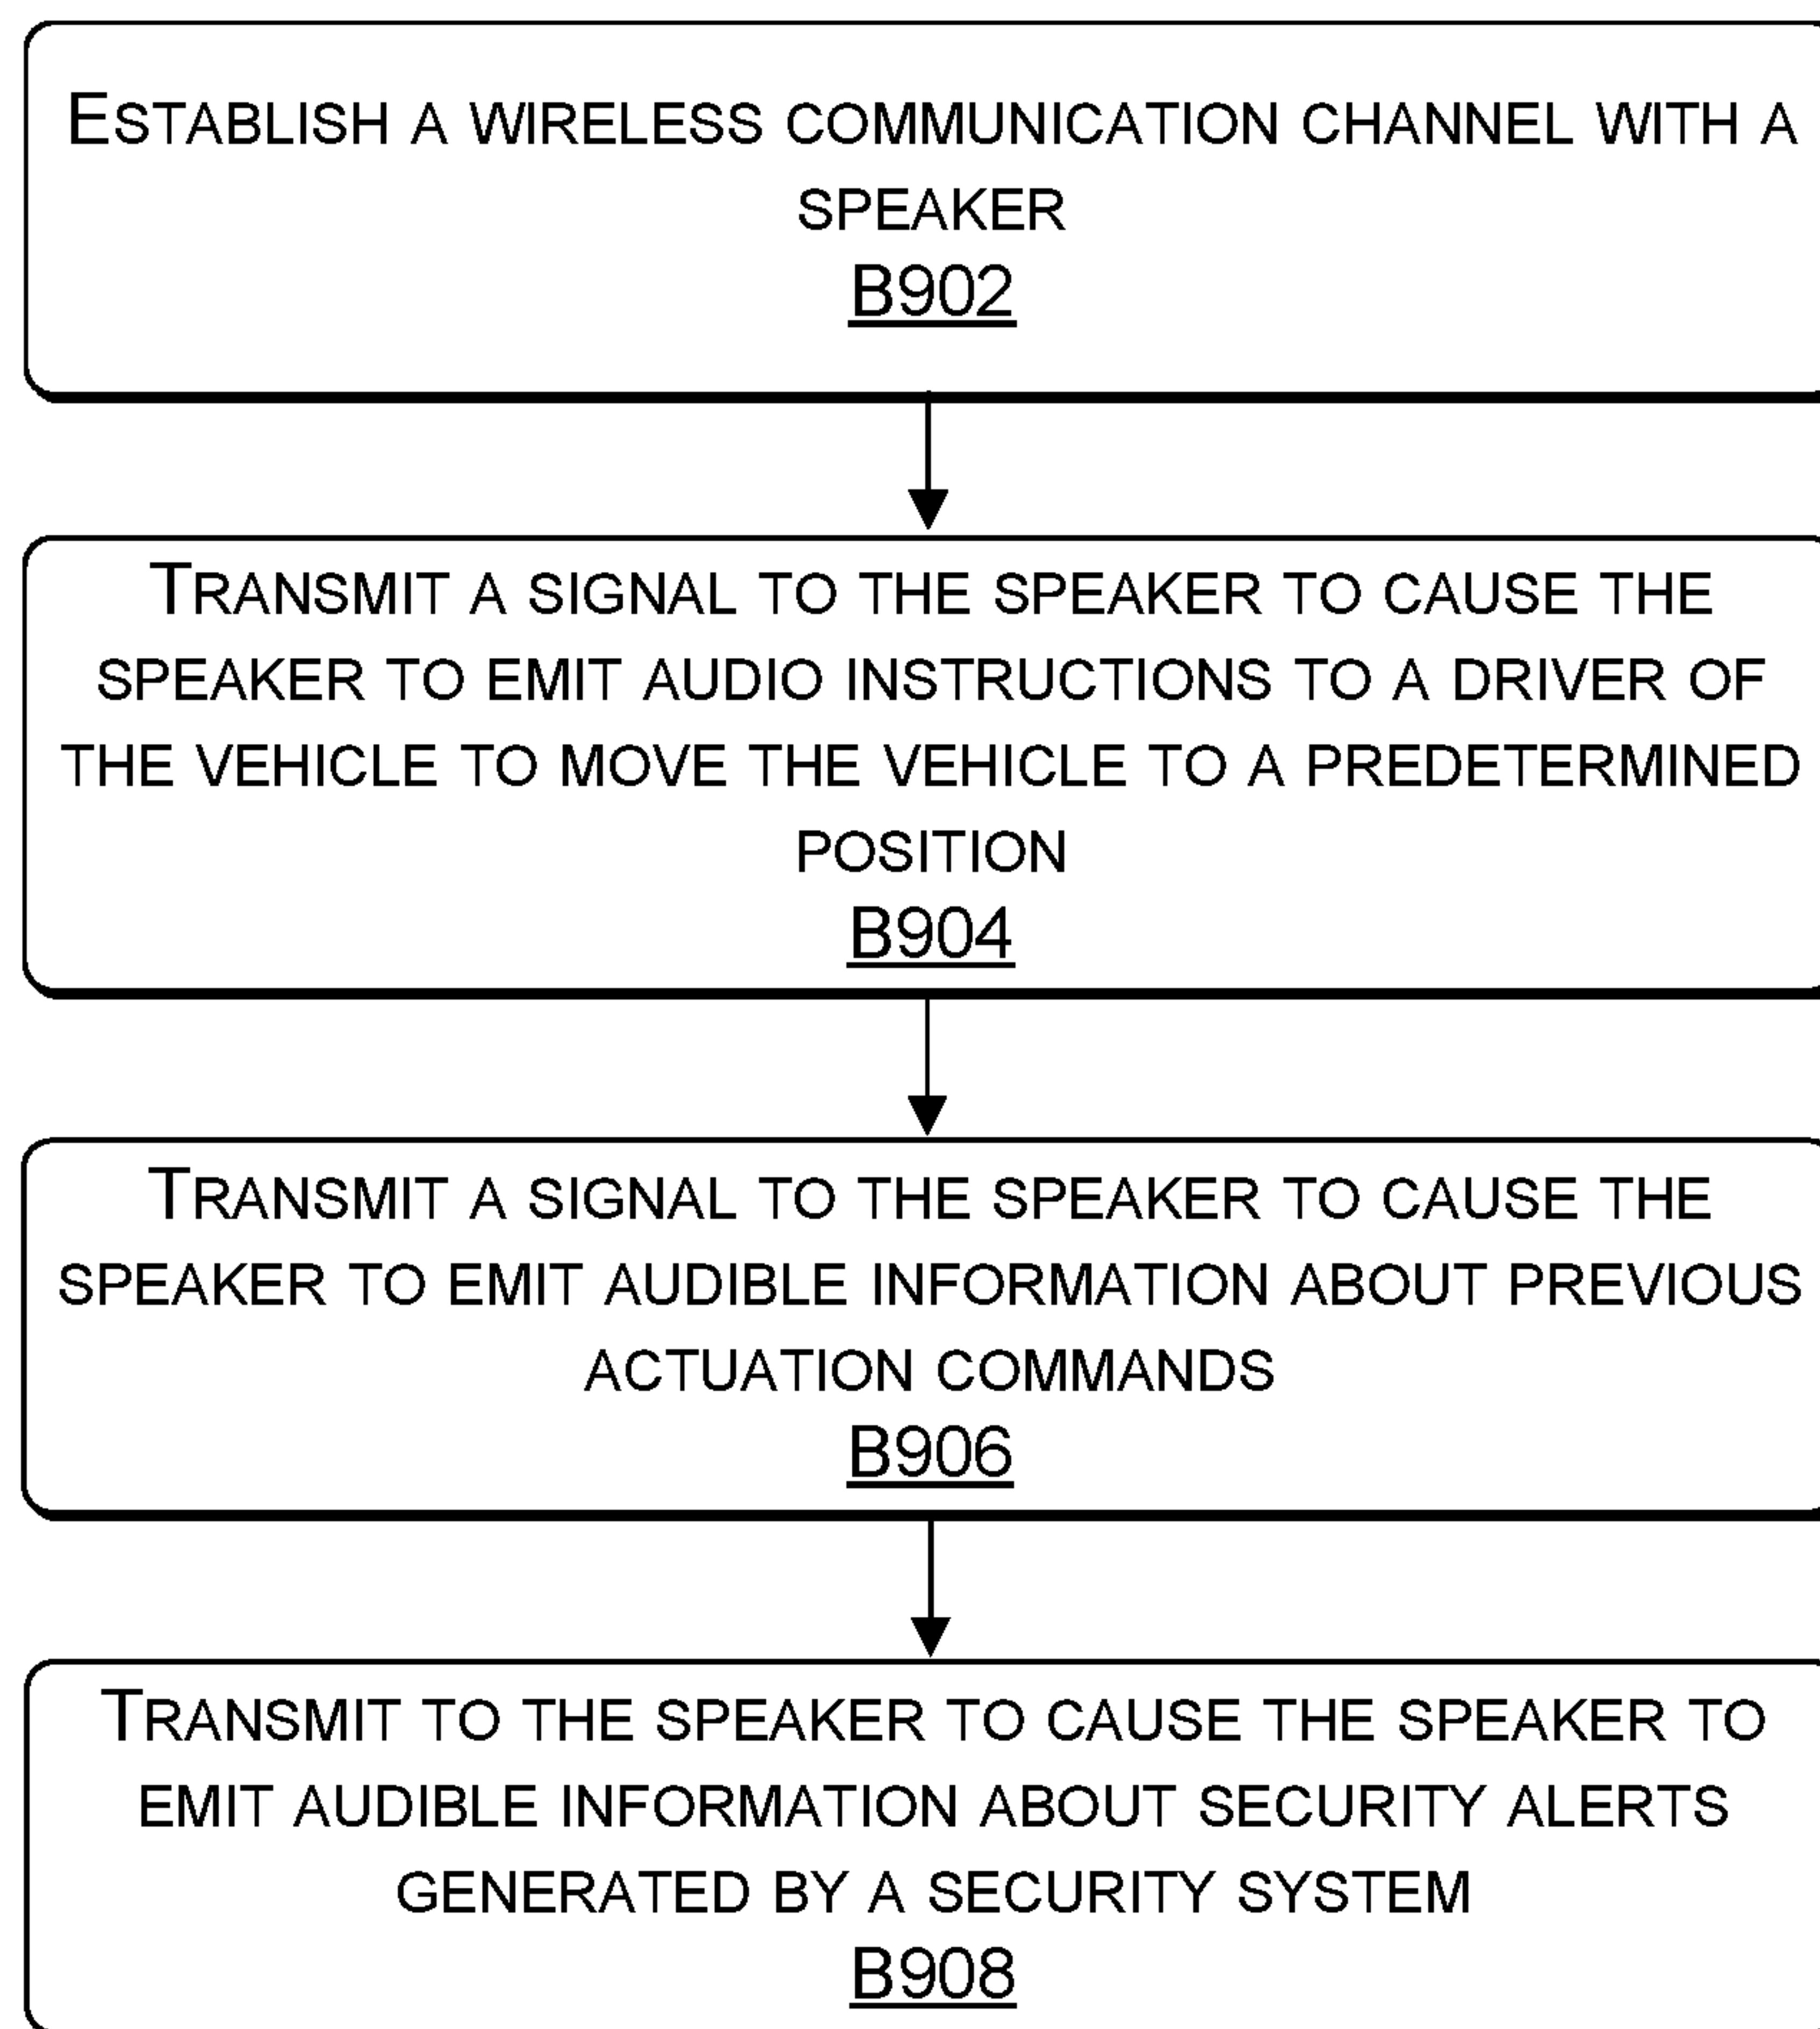 ESTABLISH A WIRELESS COMMUNICATION CHANNEL WITH A
SPEAKER
B902
TRANSMIT A SIGNAL TO THE SPEAKER TO CAUSE THE
SPEAKER TO EMIT AUDIO INSTRUCTIONS TO A DRIVER OF
THE VEHICLE TO MOVE THE VEHICLE TO A PREDETERMINED
POSITION
B904
TRANSMIT A SIGNAL TO THE SPEAKER TO CAUSE THE
SPEAKER TO EMIT AUDIBLE INFORMATION ABOUT PREVIOUS
ACTUATION COMMANDS
B906
TRANSMIT TO THE SPEAKER TO CAUSE THE SPEAKER TO
EMIT AUDIBLE INFORMATION ABOUT SECURITY ALERTS
GENERATED BY A SECURITY SYSTEM
B908